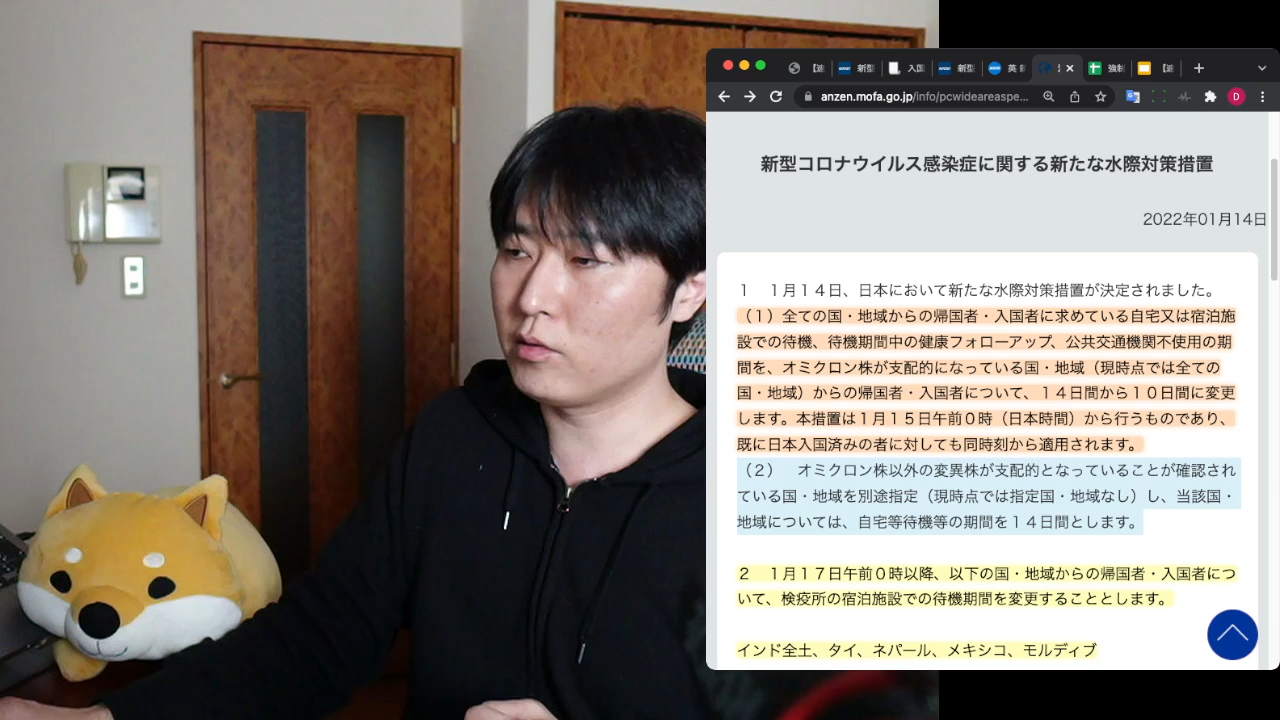 【速
新型
入国
新型
英
強制
【速
anzen.mofa.go.jp/info/pcwideareaspe...
D
新型コロナウイルス感染症に関する新たな水際対策措置
2022年01月14日
１　１月１４日、日本において新たな水際対策措置が決定されました。
（１）全ての国・地域からの帰国者・入国者に求めている自宅又は宿泊施
設での待機、待機期間中の健康フォローアップ、公共交通機関不使用の期
間を、オミクロン株が支配的になっている国・地域（現時点では全ての
国・地域）からの帰国者・入国者について、１４日間から１０日間に変更
します。本措置は１月１５日午前０時（日本時間）から行うものであり、
既に日本入国済みの者に対しても同時刻から適用されます。
（２）　オミクロン株以外の変異株が支配的となっていることが確認され
ている国・地域を別途指定（現時点では指定国・地域なし）し、当該国・
地域については、自宅等待機等の期間を１４日間とします。
２　１月１７日午前０時以降、以下の国・地域からの帰国者・入国者につ
いて、検疫所の宿泊施設での待機期間を変更することとします。
インド全土、タイ、ネパール、メキシコ、モルディブ